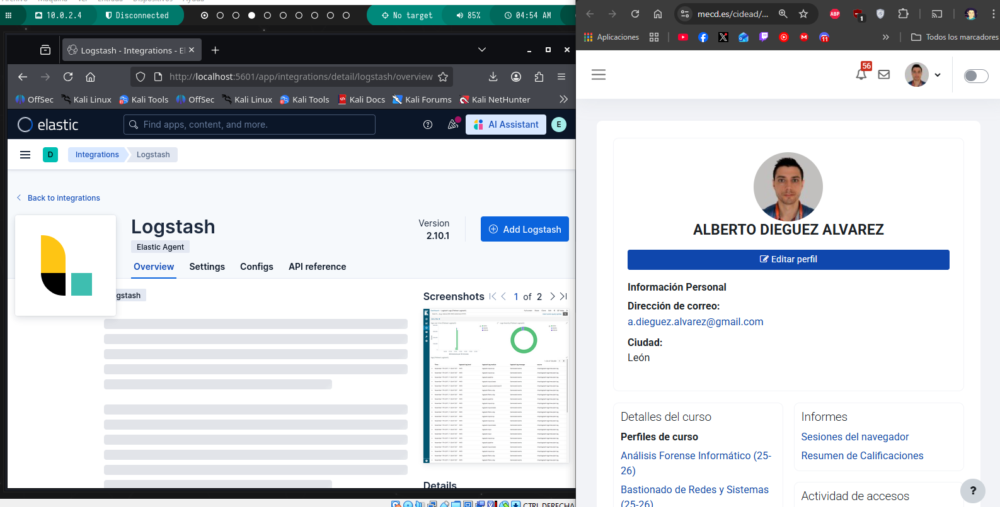 10.0.2.4
Disconnected
No target
85%
04:54 AM
Logstash - Integrations - El
http://localhost:5601/app/integrations/detail/logstash/overview
OffSec
Kali Linux
Kali Tools
OffSec
Kali Linux
Kali Tools
Kali Docs
Kali Forums
Kali NetHunter
elastic
Find apps, content, and more.
AI Assistant
E
D
Integrations
Logstash
Back to integrations
Logstash
Elastic Agent
Version
2.10.1
Add Logstash
Overview
Settings
Configs
API reference
gstash
Screenshots
1 of 2
Details
CTRL DERECHA
mecd.es/cidead/...
ABP
1
Aplicaciones
11
Todos los marcadores
56
ALBERTO DIEGUEZ ALVAREZ
Editar perfil
Información Personal
Dirección de correo:
a.dieguez.alvarez@gmail.com
Ciudad:
León
Detalles del curso
Perfiles de curso
Análisis Forense Informático (25-
26)
Bastionado de Redes y Sistemas
(25-26)
Informes
Sesiones del navegador
Resumen de Calificaciones
Actividad de accesos
?